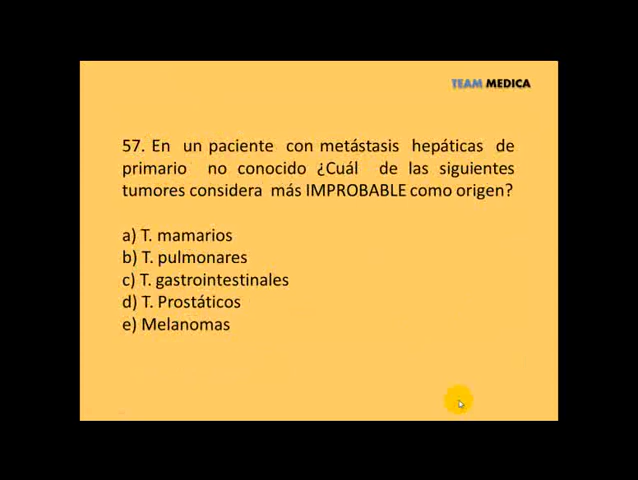 TEAM MEDICA
57. En un paciente con metástasis hepáticas de
primario no conocido ¿Cuál de las siguientes
tumores considera más IMPROBABLE como origen?
a) T. mamarios
b) T. pulmonares
c) T. gastrointestinales
d) T. Prostáticos
e) Melanomas